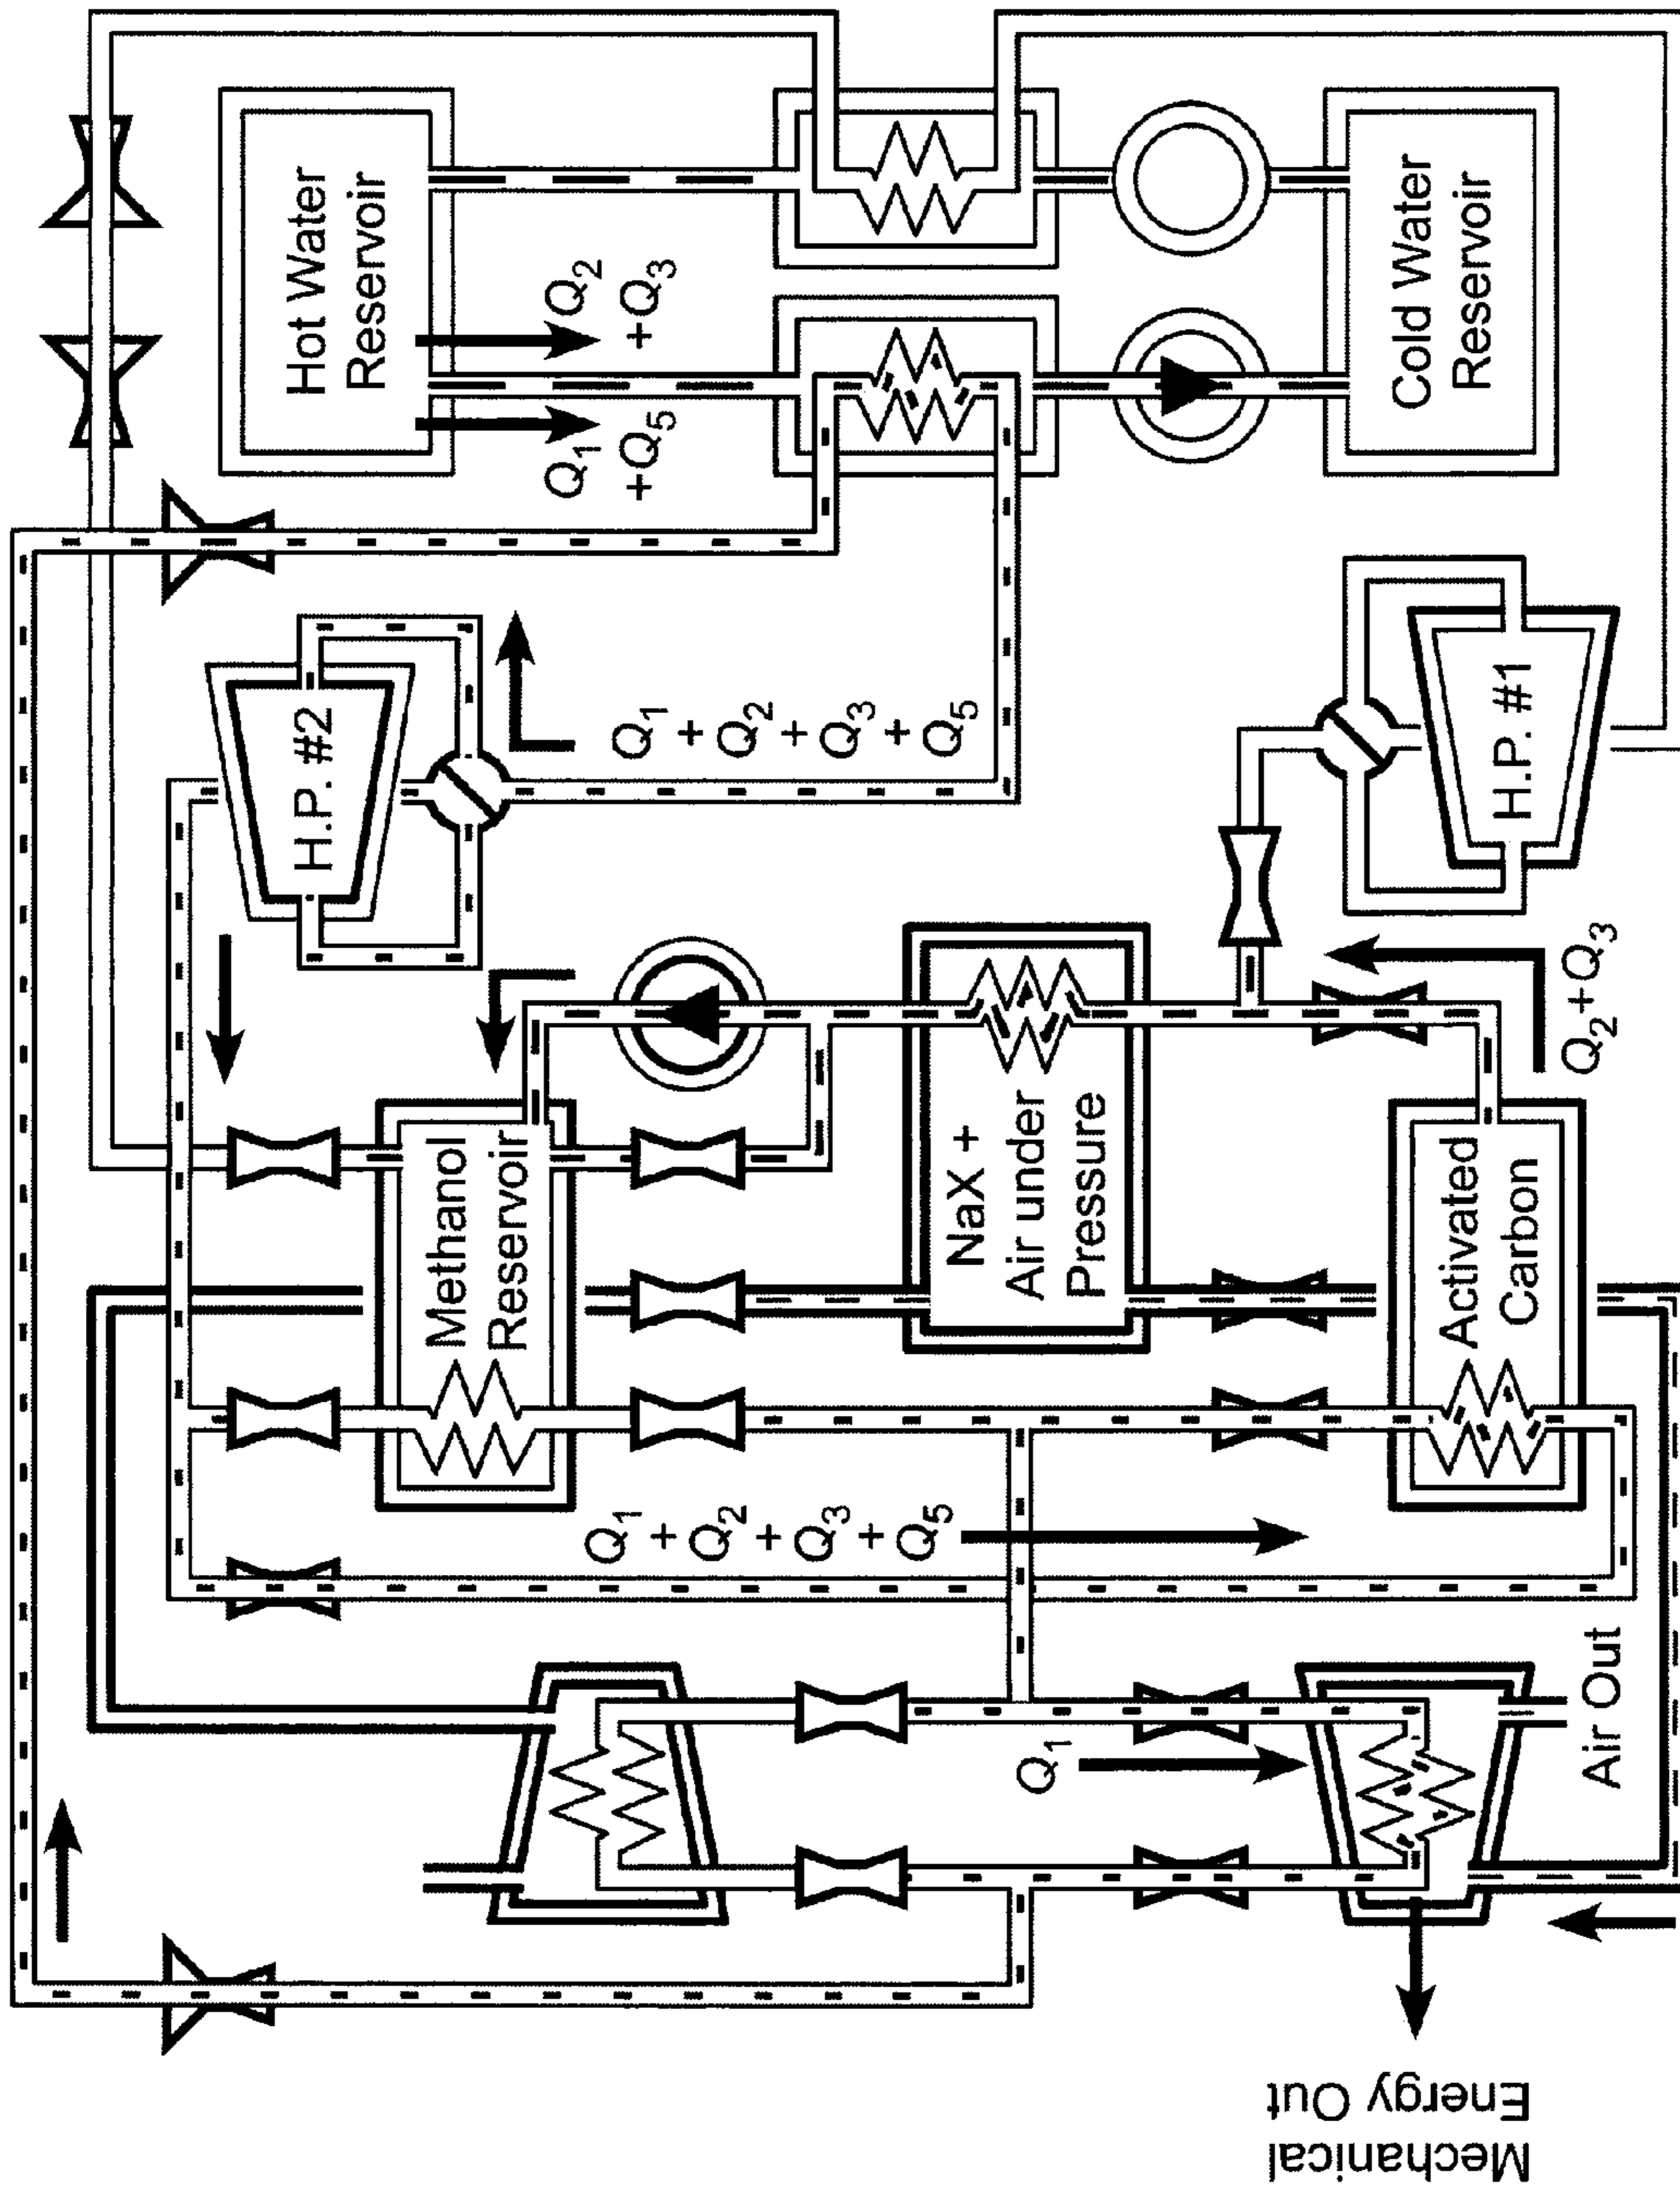 Hot Water
Reservoir
Q1
+Q5
Q2
+Q3
H.P. #2
Q1 + Q2 + Q3 + Q5
Cold Water
Reservoir
H.P. #1
Methanol
Reservoir
NaX +
Air under
Pressure
Activated
Carbon
Q2+Q3
Q1 + Q2 + Q3 + Q5
Q1
Air Out
Mechanical
Energy Out